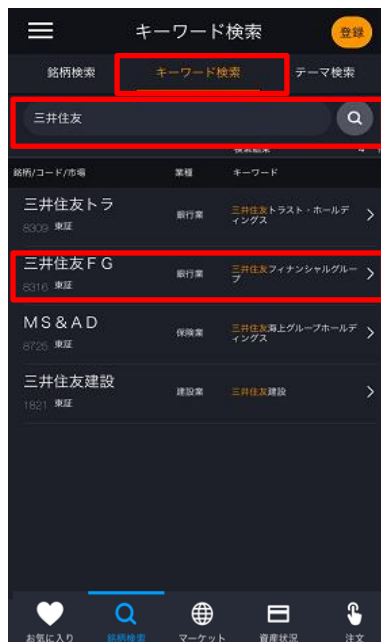 キーワード検索
登録
銘柄検索 キーワード検索 テーマ検索
三井住友
検索結果 4
銘柄/コード/市場 業種 キーワード
三井住友トラ
8309 東証
銀行業
三井住友トラスト・ホールデ
ィングス
三井住友FG
8316 東証
銀行業
三井住友フィナンシャルグルー
プ
MS&AD
8725 東証
保険業
三井住友海上グループホールデ
ィングス
三井住友建設
1821 東証
建設業
三井住友建設
お気に入り 銘柄検索 マーケット 資産状況 注文